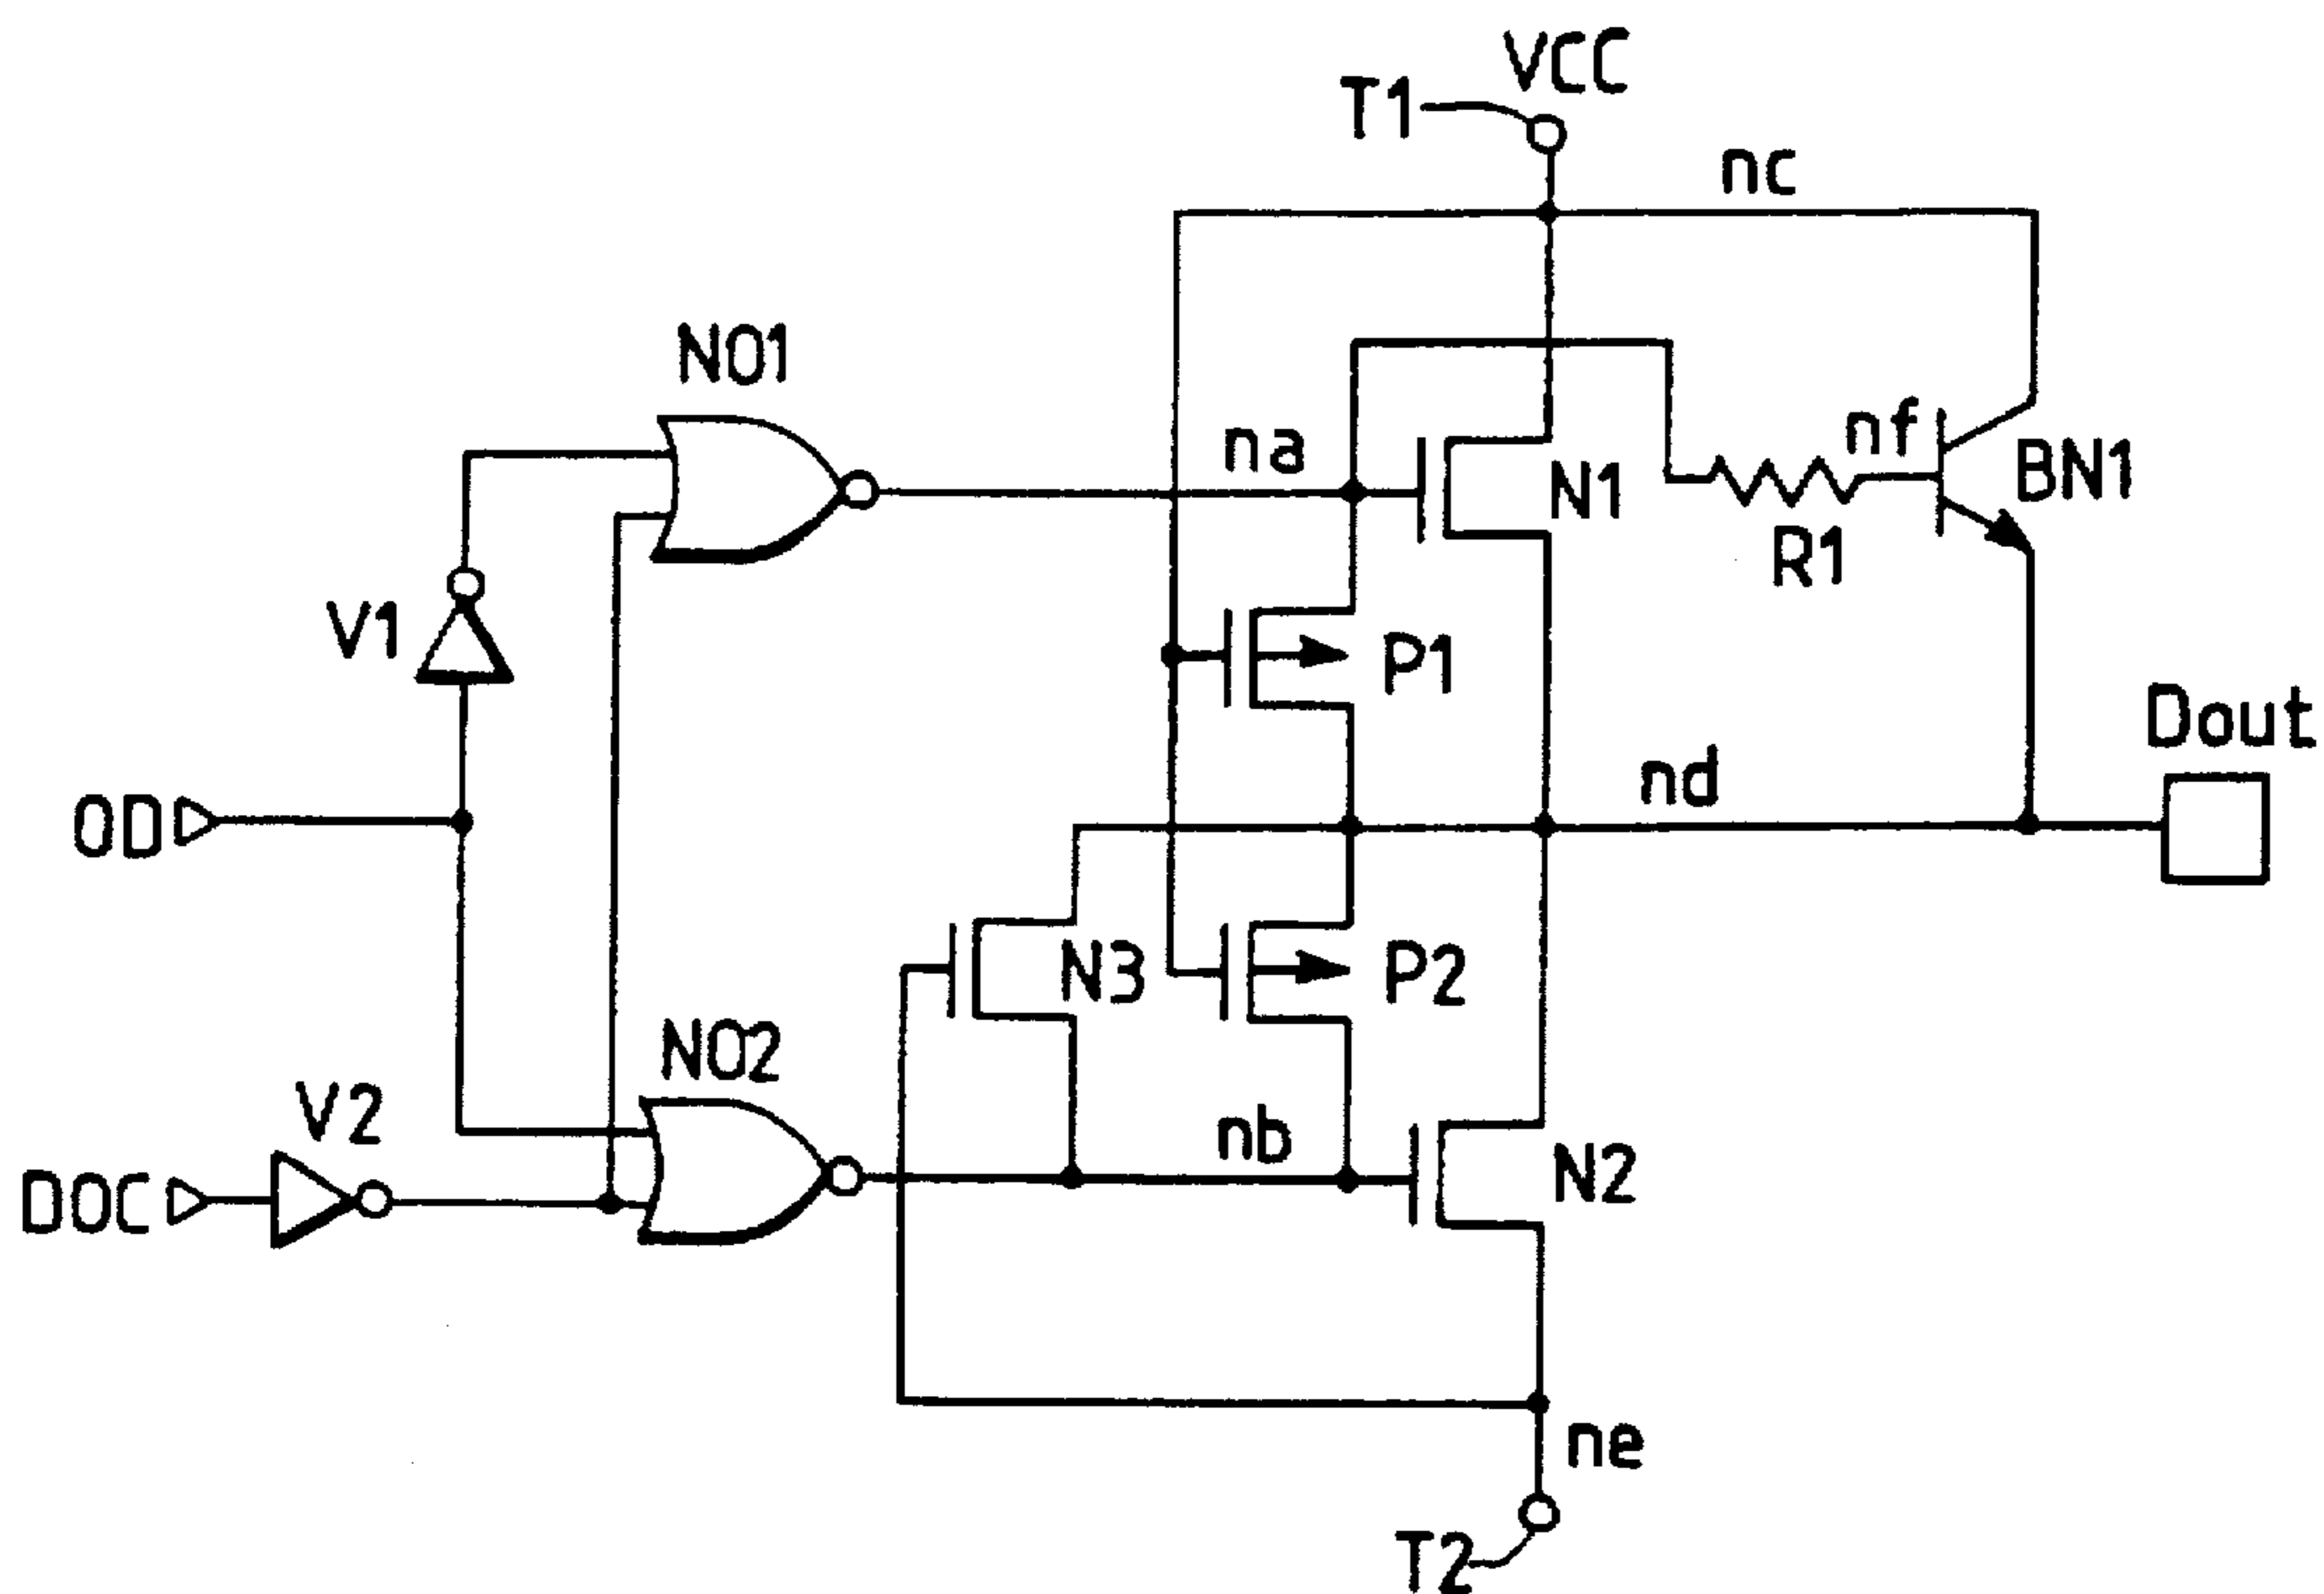 VCC
T1
nc
NO1
na
nf
N1
BN1
R1
V1
P1
Dout
nd
OD
N3
P2
NO2
V2
nb
N2
DOC
ne
T2